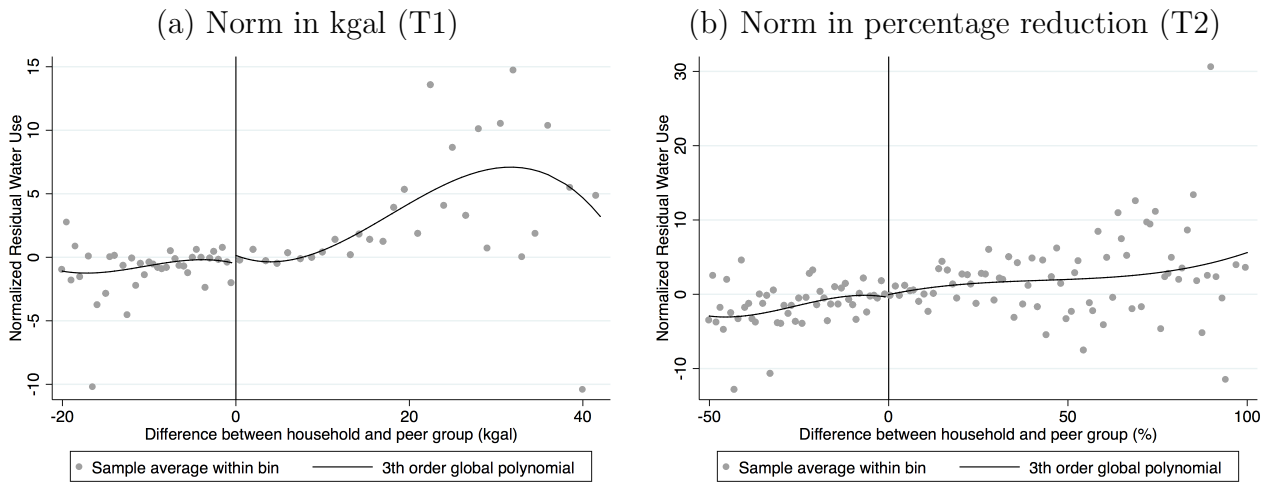 (a) Norm in kgal (T1)
Normalized Residual Water Use
15
10
5
0
-5
-10
-20
0
20
40
Difference between household and peer group (kgal)
Sample average within bin
3th order global polynomial
(b) Norm in percentage reduction (T2)
Normalized Residual Water Use
30
20
10
0
-10
-50
0
50
100
Difference between household and peer group (%)
Sample average within bin
3th order global polynomial